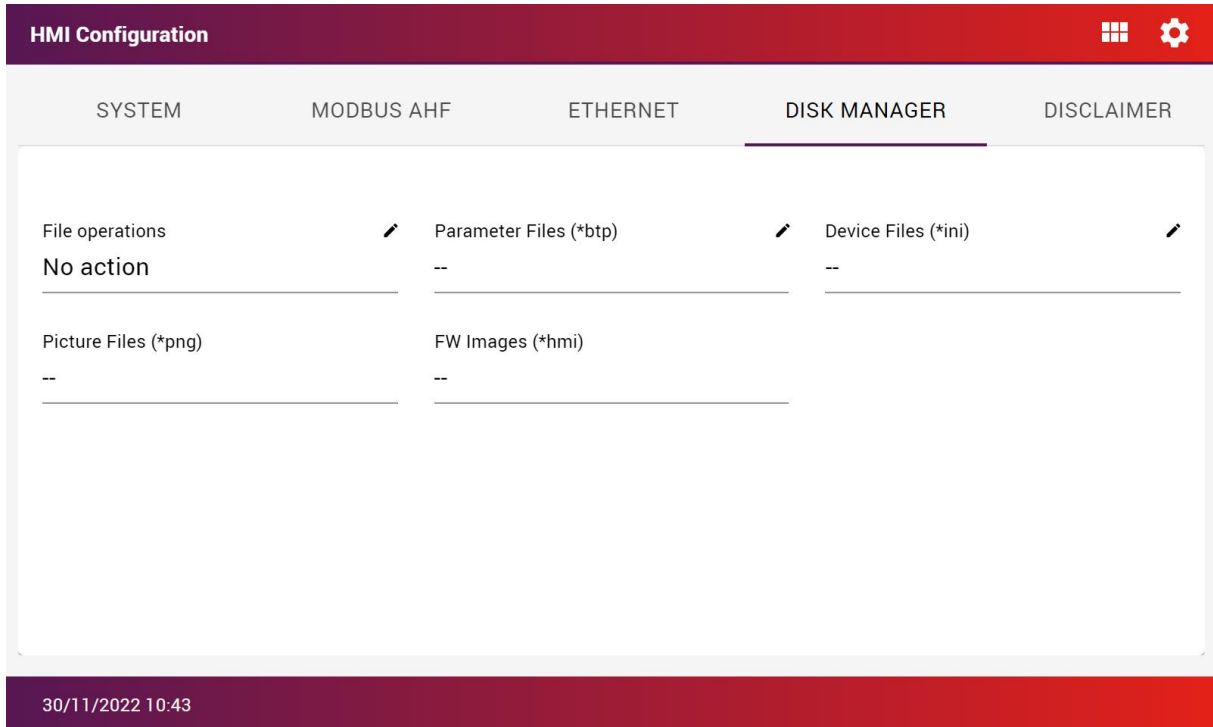 HMI Configuration
SYSTEM MODBUS AHF ETHERNET DISK MANAGER DISCLAIMER
File operations Parameter Files (*btp) Device Files (*ini)
No action -- --
Picture Files (*png) FW Images (*hmi)
-- --
30/11/2022 10:43